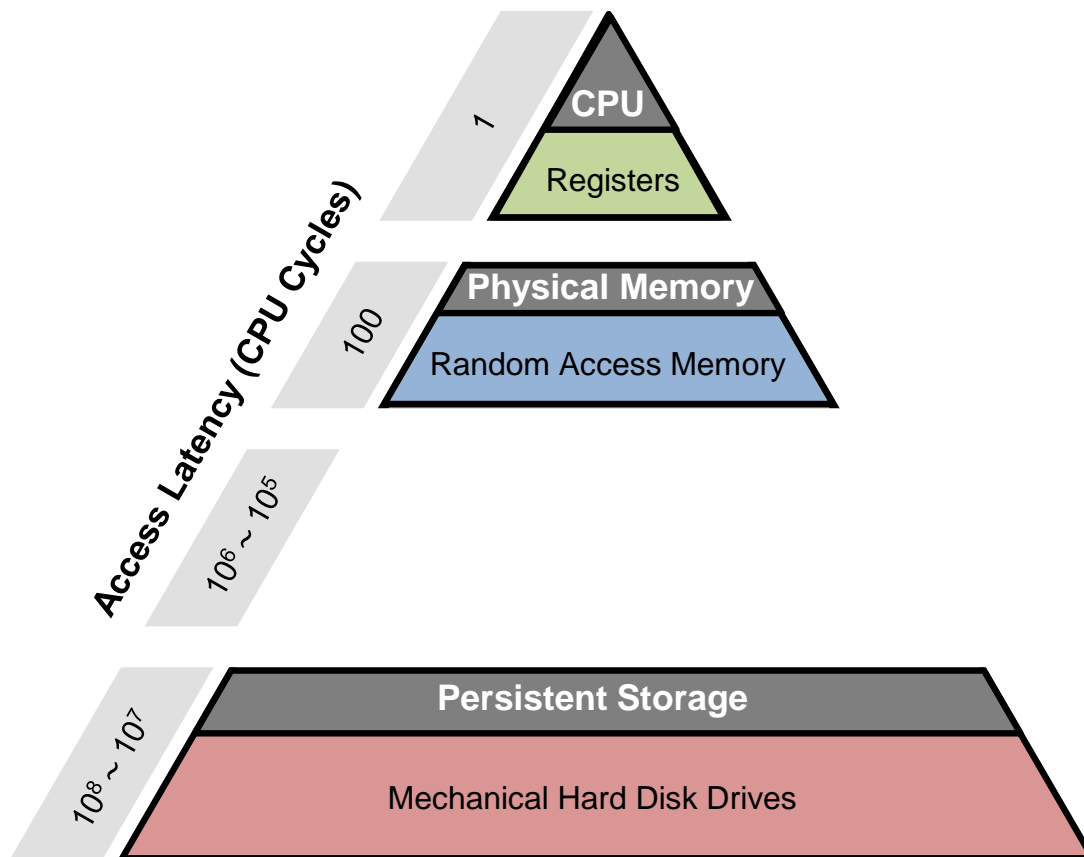 CPU
1
Registers
Access Latency (CPU Cycles)
Physical Memory
100
Random Access Memory
10⁶ ~ 10⁵
Persistent Storage
10⁸ ~ 10⁷
Mechanical Hard Disk Drives